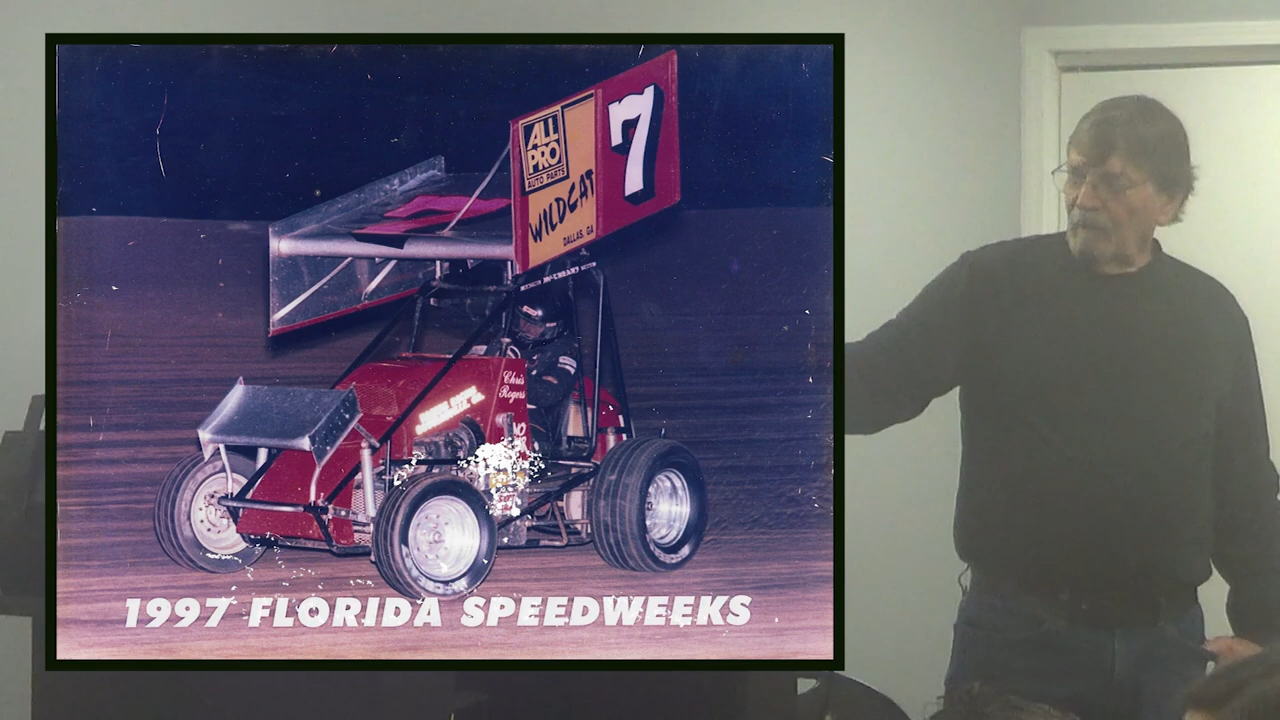 ALL
PRO
AUTO PARTS
WILDCAT
DALLAS, GA
7
Chris
Rogers
1997 FLORIDA SPEEDWEEKS